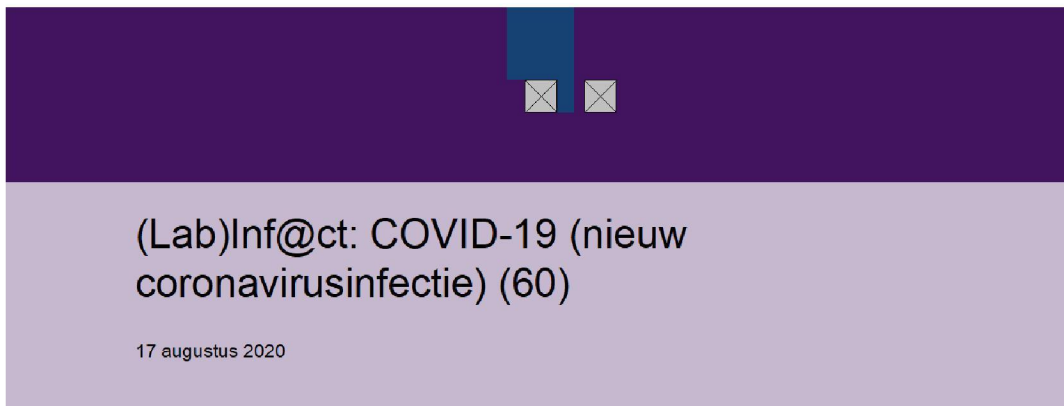 (Lab)Inf@ct: COVID-19 (nieuw
coronavirusinfectie) (60)
17 augustus 2020